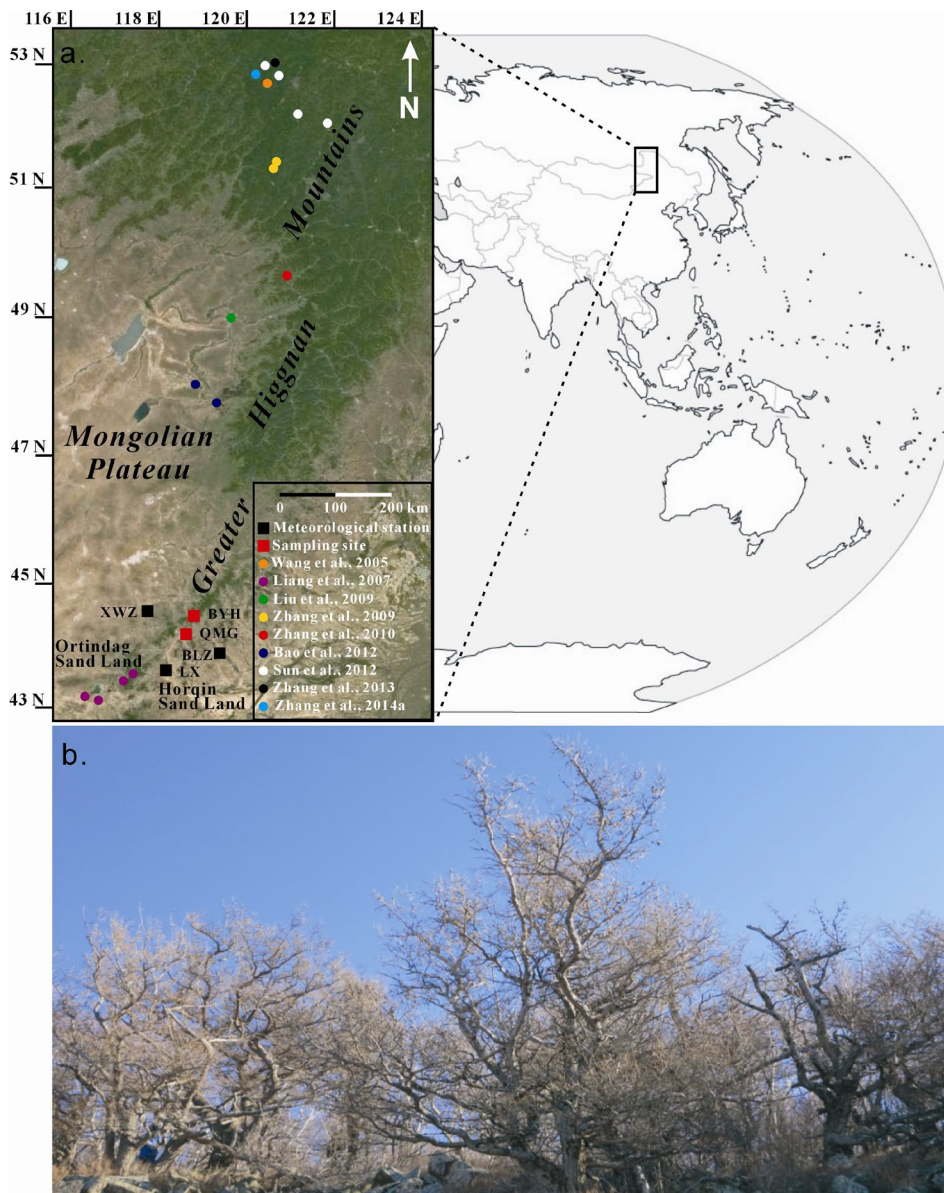 116 E 118 E 120 E 122 E 124 E
53 N
a.
N
Mountains
51 N
49 N
Higgnan
Mongolian
Plateau
47 N
Greater
0 100 200 km
Meteorological station
Sampling site
Wang et al., 2005
Liang et al., 2007
Liu et al., 2009
Zhang et al., 2009
Zhang et al., 2010
Bao et al., 2012
Sun et al., 2012
Zhang et al., 2013
Zhang et al., 2014a
45 N
XWZ
BYH
QMG
Ortindag
Sand Land
BLZ
LX
Horqin
Sand Land
43 N
b.